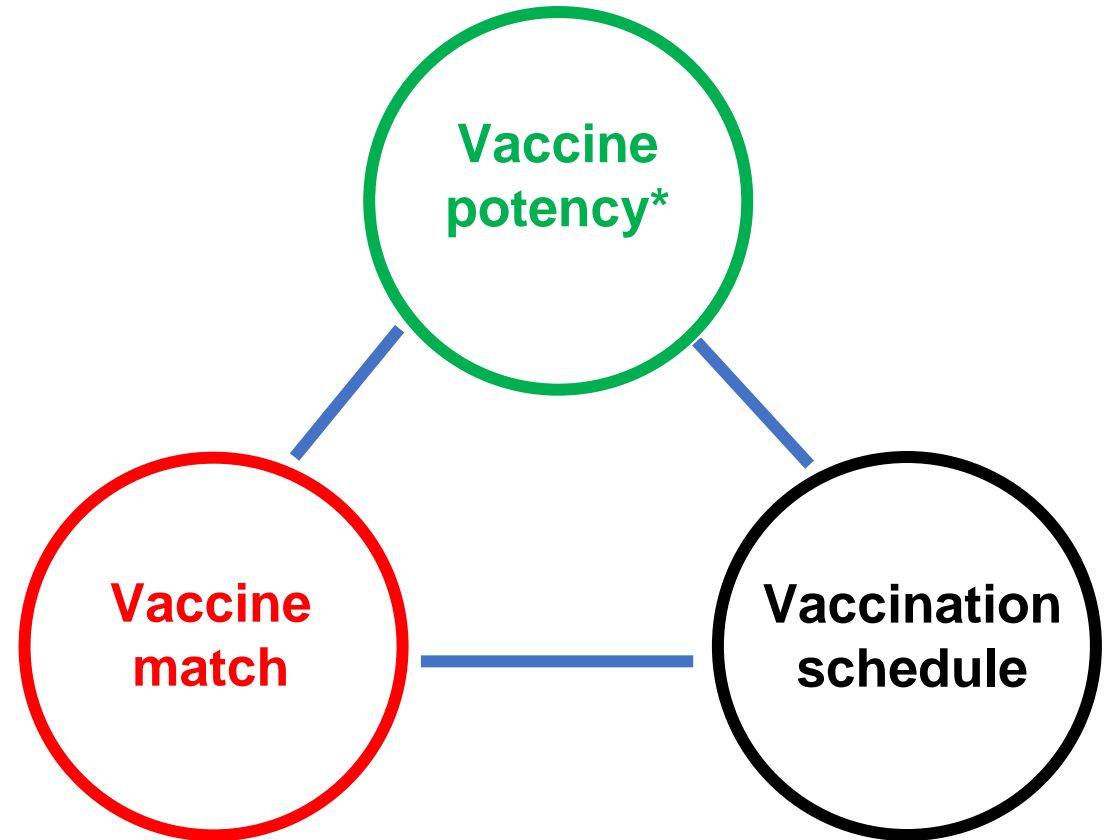 Vaccine
potency*
Vaccine
match
Vaccination
schedule